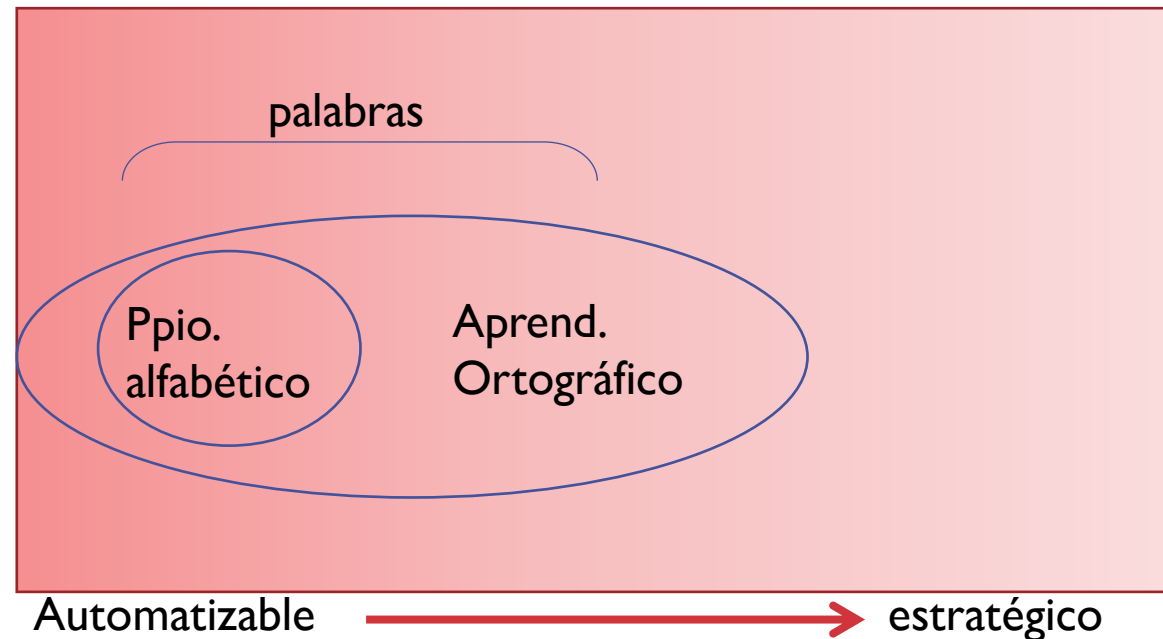 palabras
Ppio.
alfabético
Aprend.
Ortográfico
Automatizable
estratégico